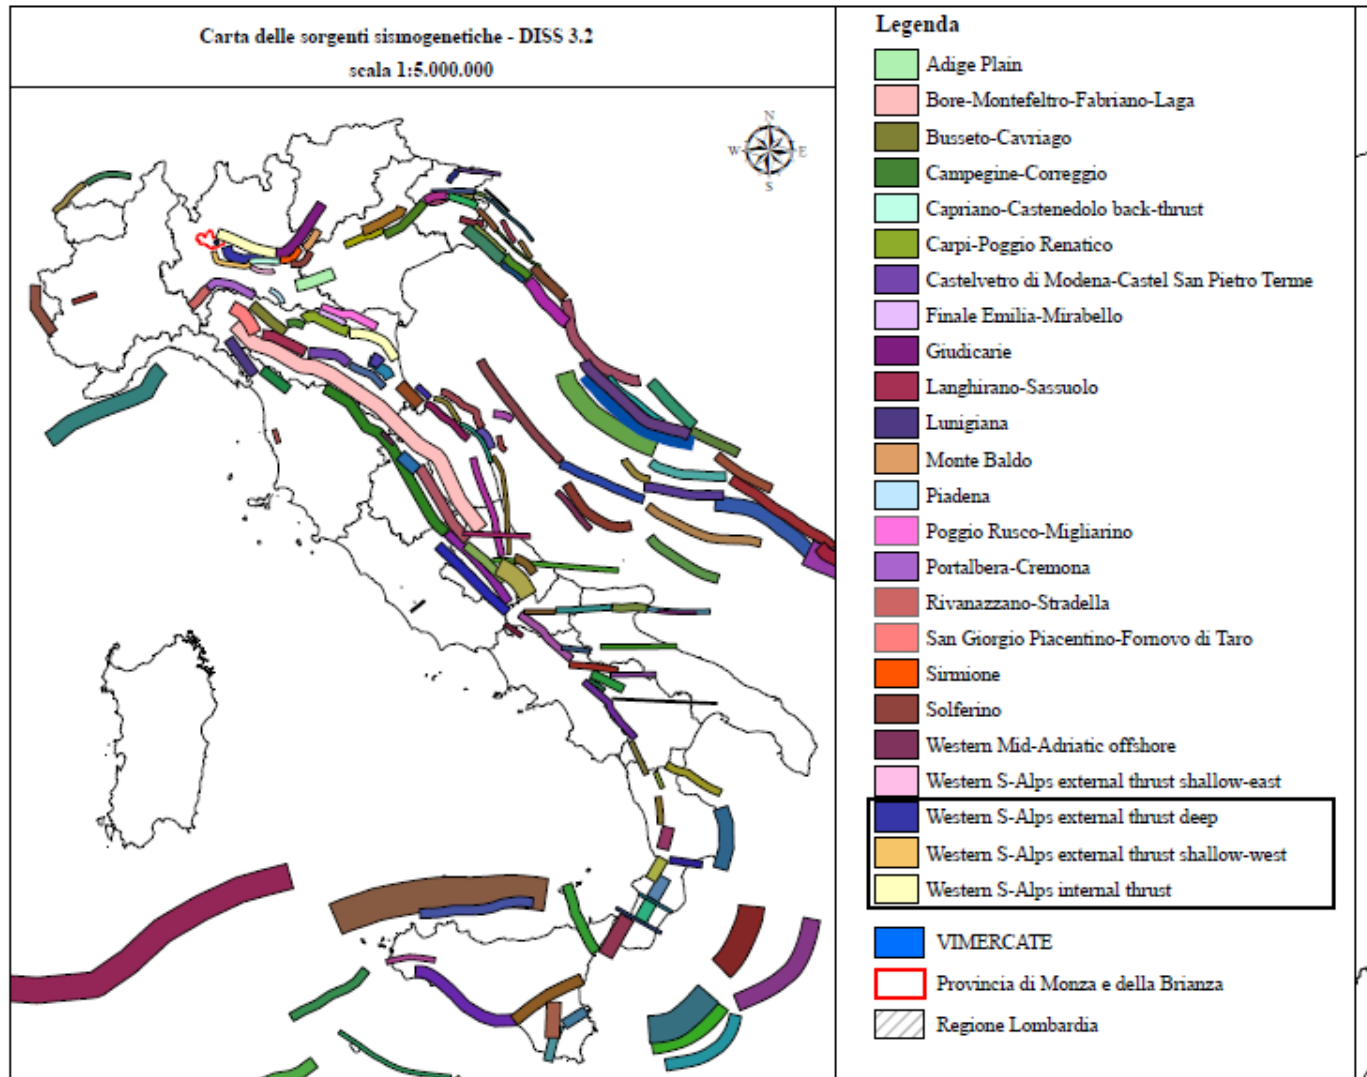 Carta delle sorgenti sismogenetiche - DISS 3.2
scala 1:5.000.000
N
W E
S
Legenda
Adige Plain
Bore-Montefeltro-Fabriano-Laga
Busseto-Cavriago
Campegine-Correggio
Capriano-Castenedolo back-thrust
Carpi-Poggio Renatico
Castelvetro di Modena-Castel San Pietro Terme
Finale Emilia-Mirabello
Giudicarie
Langhirano-Sassuolo
Lunigiana
Monte Baldo
Piadena
Poggio Rusco-Migliarino
Portalbera-Cremona
Rivanazzano-Stradella
San Giorgio Piacentino-Fornovo di Taro
Sirmione
Solferino
Western Mid-Adriatic offshore
Western S-Alps external thrust shallow-east
Western S-Alps external thrust deep
Western S-Alps external thrust shallow-west
Western S-Alps internal thrust
VIMERCATE
Provincia di Monza e della Brianza
Regione Lombardia